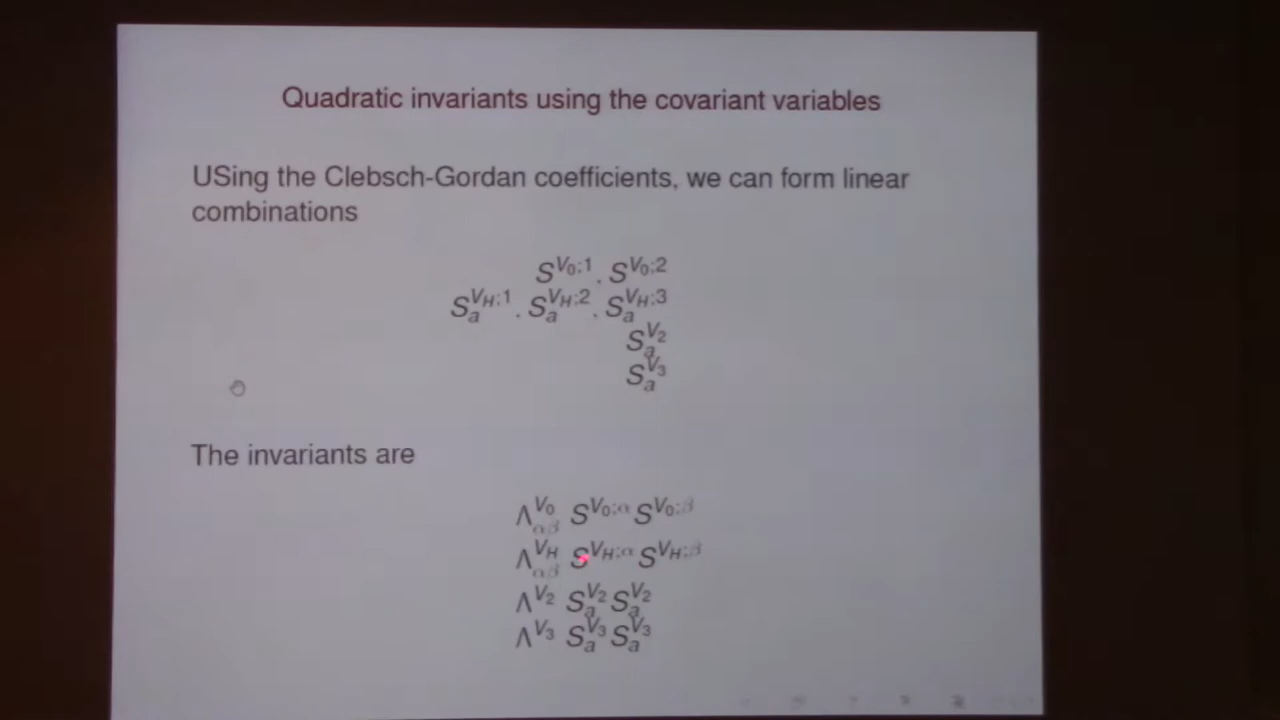 Quadratic invariants using the covariant variables
USing the Clebsch-Gordan coefficients, we can form linear
combinations
S^{V_0;1}, S^{V_0;2}
S_a^{V_H;1}, S_a^{V_H;2}, S_a^{V_H;3}
S_a^{V_2}
S_a^{V_3}
The invariants are
Λ_{αβ}^{V_0} S^{V_0;α} S^{V_0;β}
Λ_{αβ}^{V_H} S^{V_H;α} S^{V_H;β}
Λ^{V_2} S_a^{V_2} S_a^{V_2}
Λ^{V_3} S_a^{V_3} S_a^{V_3}